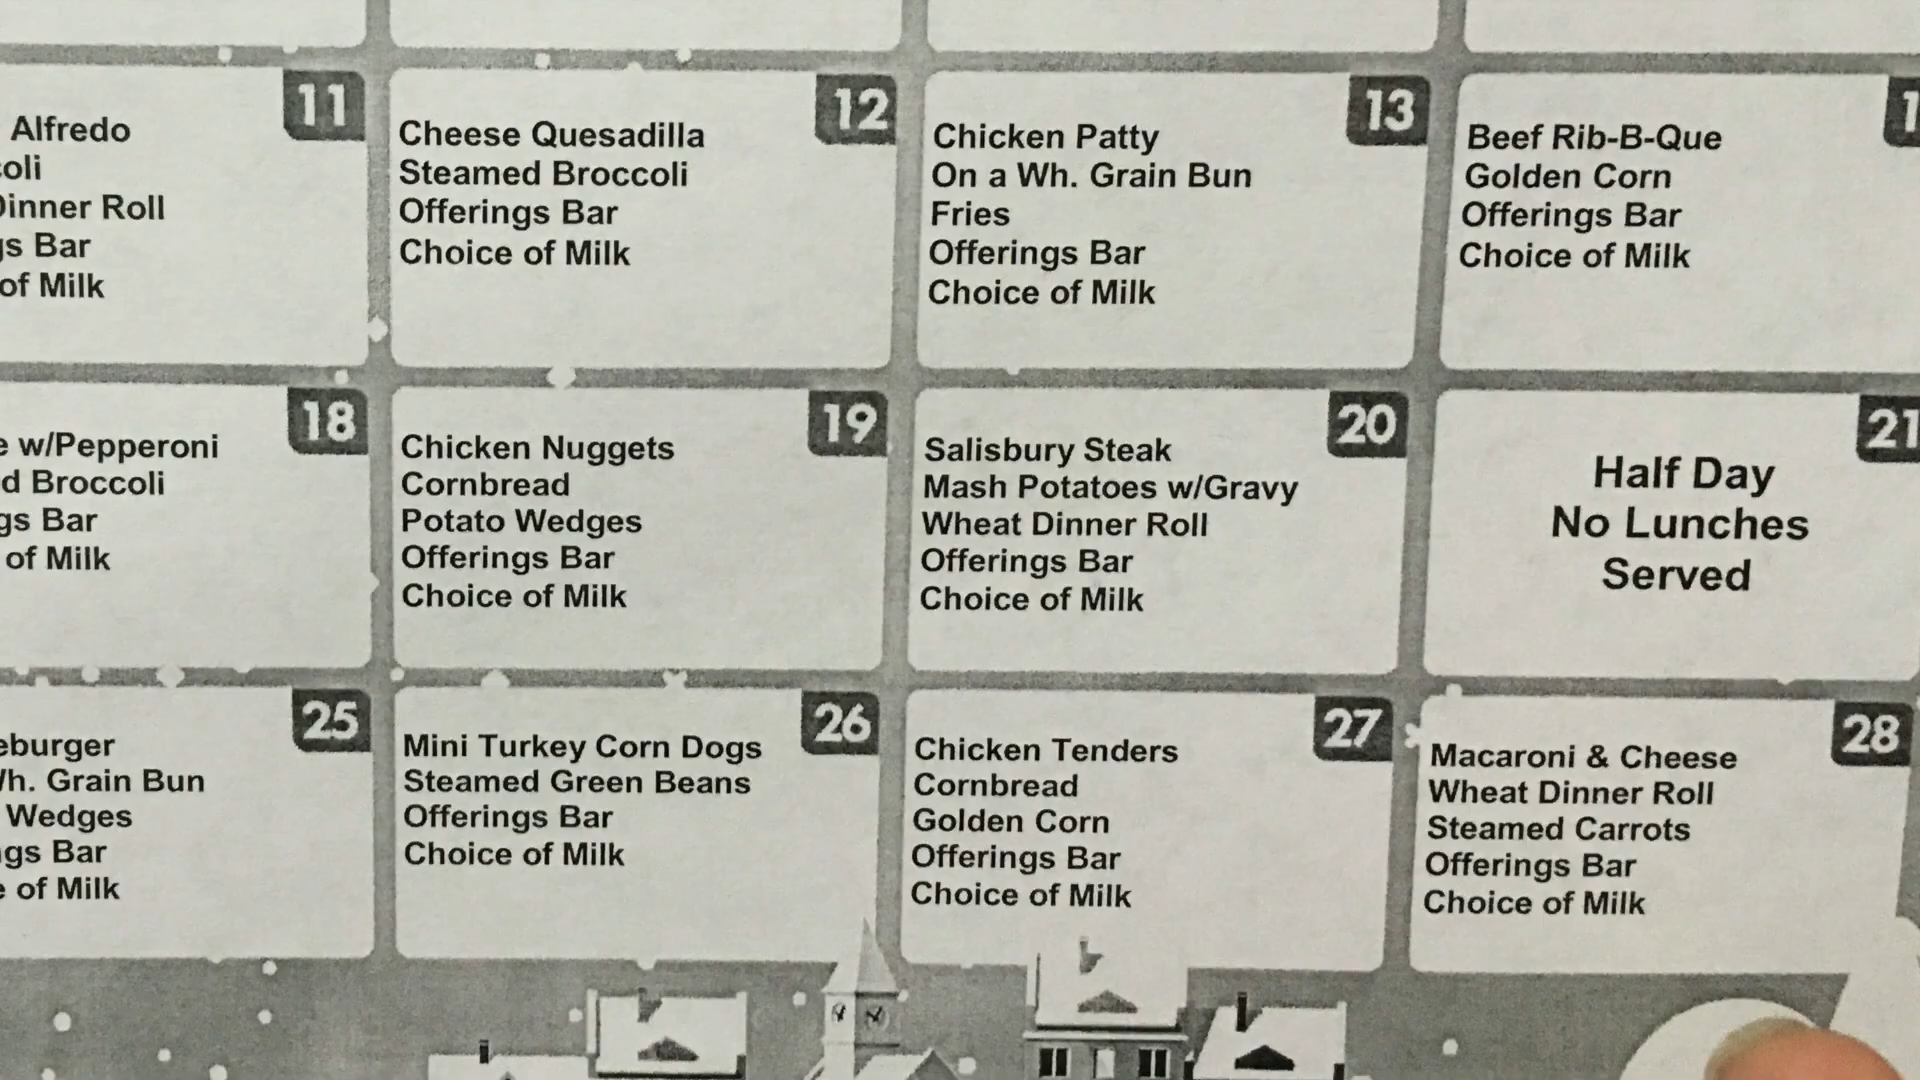 11
Alfredo
Dinner Roll
Bar
of Milk
12
Cheese Quesadilla
Steamed Broccoli
Offerings Bar
Choice of Milk
13
Chicken Patty
On a Wh. Grain Bun
Fries
Offerings Bar
Choice of Milk
Beef Rib-B-Que
Golden Corn
Offerings Bar
Choice of Milk
18
w/Pepperoni
Broccoli
Bar
of Milk
19
Chicken Nuggets
Cornbread
Potato Wedges
Offerings Bar
Choice of Milk
20
Salisbury Steak
Mash Potatoes w/Gravy
Wheat Dinner Roll
Offerings Bar
Choice of Milk
21
Half Day
No Lunches
Served
25
Wh. Grain Bun
Wedges
Bar
of Milk
26
Mini Turkey Corn Dogs
Steamed Green Beans
Offerings Bar
Choice of Milk
27
Chicken Tenders
Cornbread
Golden Corn
Offerings Bar
Choice of Milk
28
Macaroni & Cheese
Wheat Dinner Roll
Steamed Carrots
Offerings Bar
Choice of Milk